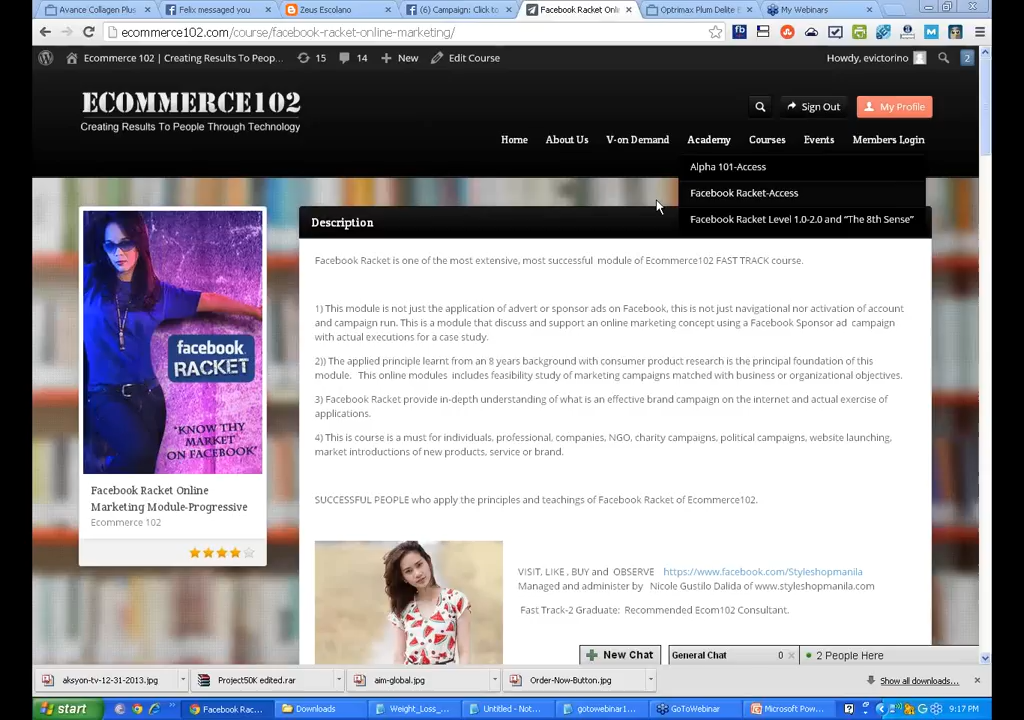 Avance Collagen Plus
Felix messaged you
Zeus Escolano
(6) Campaign: Click to
Facebook Racket Onli
Optrimax Plum Delite
My Webinars
ecommerce102.com/course/facebook-racket-online-marketing/
Ecommerce 102 | Creating Results To Peop...
15
14
New
Edit Course
Howdy, evictorino
2
ECOMMERCE102
Creating Results To People Through Technology
Sign Out
My Profile
Home
About Us
V-on Demand
Academy
Courses
Events
Members Login
Alpha 101-Access
Facebook Racket-Access
Facebook Racket Level 1.0-2.0 and "The 8th Sense"
facebook
RACKET
"KNOW THY
MARKET
ON FACEBOOK"
Facebook Racket Online
Marketing Module-Progressive
Ecommerce 102
Description
Facebook Racket is one of the most extensive, most successful module of Ecommerce102 FAST TRACK course.
1) This module is not just the application of advert or sponsor ads on Facebook, this is not just navigational nor activation of account
and campaign run. This is a module that discuss and support an online marketing concept using a Facebook Sponsor ad campaign
with actual executions for a case study.
2)) The applied principle learnt from an 8 years background with consumer product research is the principal foundation of this
module. This online modules includes feasibility study of marketing campaigns matched with business or organizational objectives.
3) Facebook Racket provide in-depth understanding of what is an effective brand campaign on the internet and actual exercise of
applications.
4) This is course is a must for individuals, professional, companies, NGO, charity campaigns, political campaigns, website launching,
market introductions of new products, service or brand.
SUCCESSFUL PEOPLE who apply the principles and teachings of Facebook Racket of Ecommerce102.
VISIT, LIKE , BUY and OBSERVE https://www.facebook.com/Styleshopmanila
Managed and administer by Nicole Gustilo Dalida of www.styleshopmanila.com
Fast Track-2 Graduate: Recommended Ecom102 Consultant.
New Chat
General Chat
0
2 People Here
aksyon-tv-12-31-2013.jpg
Project50K edited.rar
aim-global.jpg
Order-Now-Button.jpg
Show all downloads...
start
Facebook Rac...
Downloads
Weight_Loss_...
Untitled - Not...
gotowebinar1...
GoToWebinar
Microsoft Pow...
9:17 PM